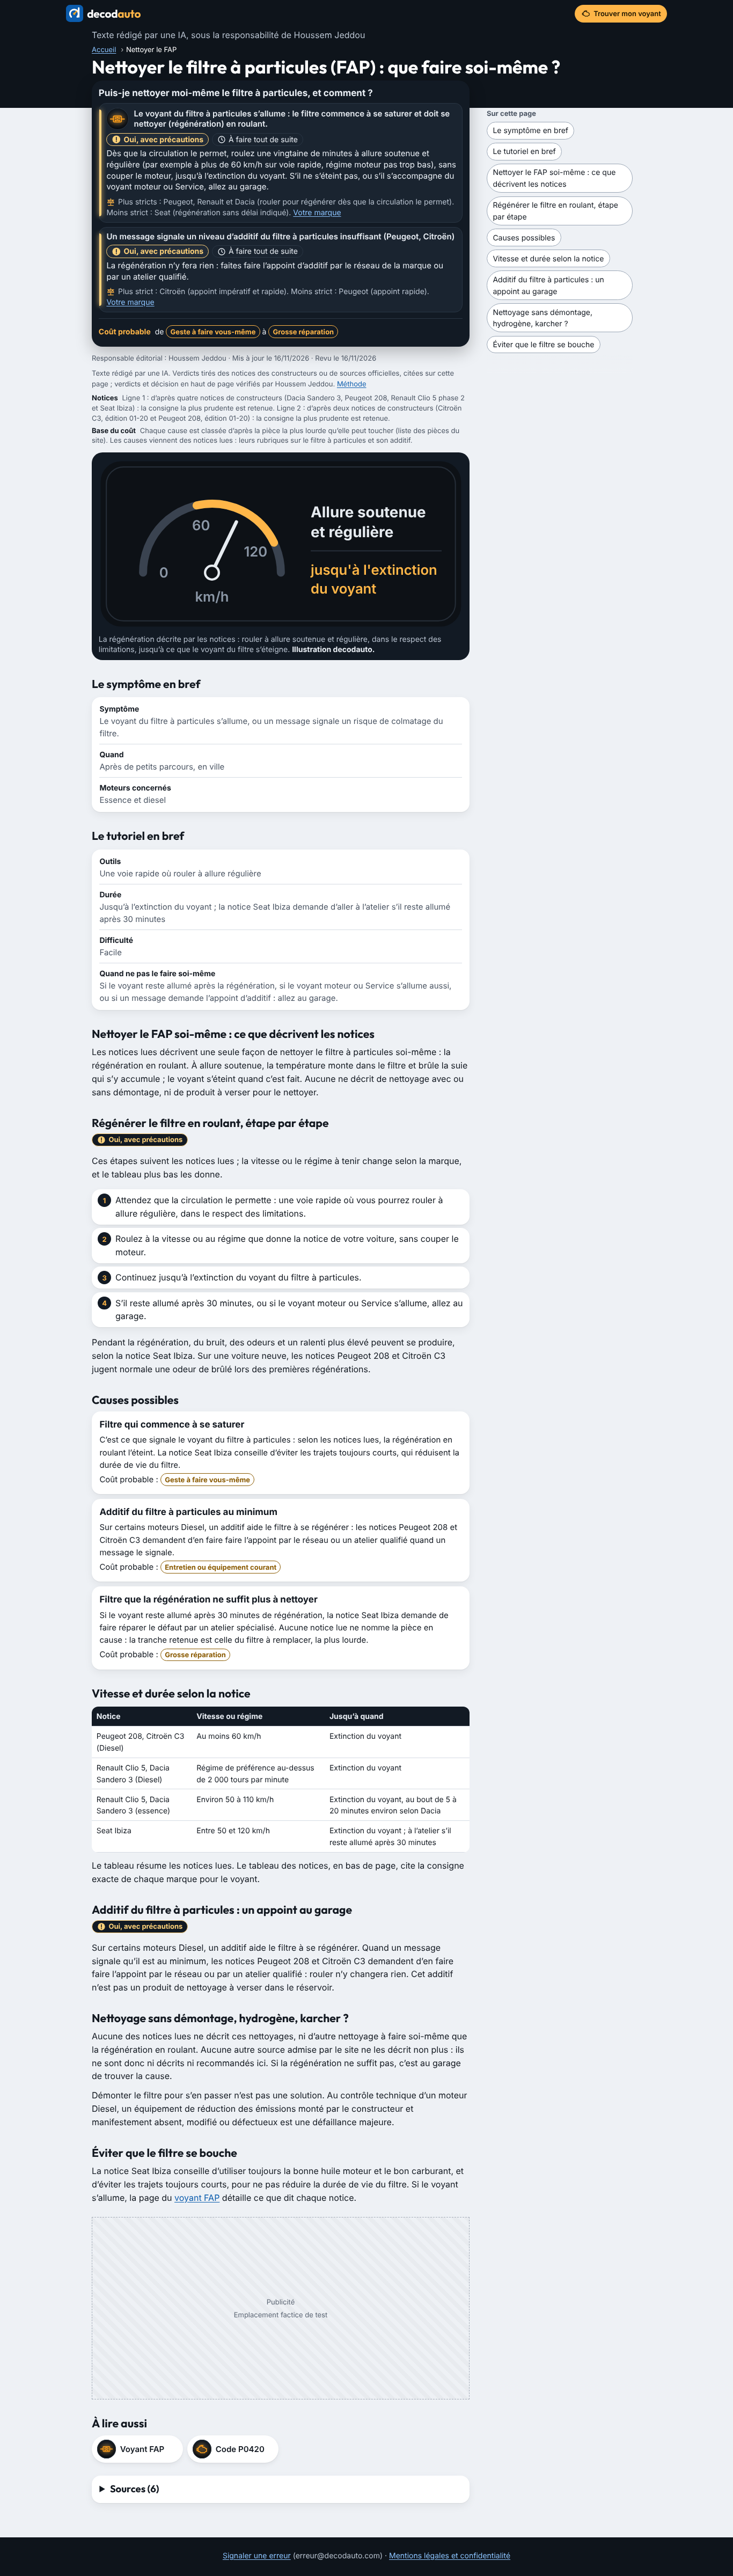 decodauto
Trouver mon voyant
Texte rédigé par une IA, sous la responsabilité de Houssem Jeddou
Accueil › Nettoyer le FAP
Nettoyer le filtre à particules (FAP) : que faire soi-même ?
Puis-je nettoyer moi-même le filtre à particules, et comment ?
Le voyant du filtre à particules s’allume : le filtre commence à se saturer et doit se
nettoyer (régénération) en roulant.
Oui, avec précautions
À faire tout de suite
Dès que la circulation le permet, roulez une vingtaine de minutes à allure soutenue et
régulière (par exemple à plus de 60 km/h sur voie rapide, régime moteur pas trop bas), sans
couper le moteur, jusqu’à l’extinction du voyant. S’il ne s’éteint pas, ou s’il s’accompagne du
voyant moteur ou Service, allez au garage.
Plus stricts : Peugeot, Renault et Dacia (rouler pour régénérer dès que la circulation le permet).
Moins strict : Seat (régénération sans délai indiqué). Votre marque
Un message signale un niveau d’additif du filtre à particules insuffisant (Peugeot, Citroën)
Oui, avec précautions
À faire tout de suite
La régénération n’y fera rien : faites faire l’appoint d’additif par le réseau de la marque ou
par un atelier qualifié.
Plus strict : Citroën (appoint impératif et rapide). Moins strict : Peugeot (appoint rapide).
Votre marque
Coût probable de Geste à faire vous-même à Grosse réparation
Responsable éditorial : Houssem Jeddou · Mis à jour le 16/11/2026 · Revu le 16/11/2026
Texte rédigé par une IA. Verdicts tirés des notices des constructeurs ou de sources officielles, citées sur cette
page ; verdicts et décision en haut de page vérifiés par Houssem Jeddou. Méthode
Notices Ligne 1 : d’après quatre notices de constructeurs (Dacia Sandero 3, Peugeot 208, Renault Clio 5 phase 2
et Seat Ibiza) ; la consigne la plus prudente est retenue. Ligne 2 : d’après deux notices de constructeurs (Citroën
C3, édition 01-20 et Peugeot 208, édition 01-20) : la consigne la plus prudente est retenue.
Base du coût Chaque cause est classée d’après la pièce la plus lourde qu’elle peut toucher (liste des pièces du
site). Les causes viennent des notices lues : leurs rubriques sur le filtre à particules et son additif.
0
60
120
km/h
Allure soutenue
et régulière
jusqu'à l'extinction
du voyant
La régénération décrite par les notices : rouler à allure soutenue et régulière, dans le respect des
limitations, jusqu’à ce que le voyant du filtre s’éteigne. Illustration decodauto.
Sur cette page
Le symptôme en bref
Le tutoriel en bref
Nettoyer le FAP soi-même : ce que
décrivent les notices
Régénérer le filtre en roulant, étape
par étape
Causes possibles
Vitesse et durée selon la notice
Additif du filtre à particules : un
appoint au garage
Nettoyage sans démontage,
hydrogène, karcher ?
Éviter que le filtre se bouche
Le symptôme en bref
Symptôme
Le voyant du filtre à particules s’allume, ou un message signale un risque de colmatage du
filtre.
Quand
Après de petits parcours, en ville
Moteurs concernés
Essence et diesel
Le tutoriel en bref
Outils
Une voie rapide où rouler à allure régulière
Durée
Jusqu’à l’extinction du voyant ; la notice Seat Ibiza demande d’aller à l’atelier s’il reste allumé
après 30 minutes
Difficulté
Facile
Quand ne pas le faire soi-même
Si le voyant reste allumé après la régénération, si le voyant moteur ou Service s’allume aussi,
ou si un message demande l’appoint d’additif : allez au garage.
Nettoyer le FAP soi-même : ce que décrivent les notices
Les notices lues décrivent une seule façon de nettoyer le filtre à particules soi-même : la
régénération en roulant. À allure soutenue, la température monte dans le filtre et brûle la suie
qui s’y accumule ; le voyant s’éteint quand c’est fait. Aucune ne décrit de nettoyage avec ou
sans démontage, ni de produit à verser pour le nettoyer.
Régénérer le filtre en roulant, étape par étape
Oui, avec précautions
Ces étapes suivent les notices lues ; la vitesse ou le régime à tenir change selon la marque,
et le tableau plus bas les donne.
1 Attendez que la circulation le permette : une voie rapide où vous pourrez rouler à
allure régulière, dans le respect des limitations.
2 Roulez à la vitesse ou au régime que donne la notice de votre voiture, sans couper le
moteur.
3 Continuez jusqu’à l’extinction du voyant du filtre à particules.
4 S’il reste allumé après 30 minutes, ou si le voyant moteur ou Service s’allume, allez au
garage.
Pendant la régénération, du bruit, des odeurs et un ralenti plus élevé peuvent se produire,
selon la notice Seat Ibiza. Sur une voiture neuve, les notices Peugeot 208 et Citroën C3
jugent normale une odeur de brûlé lors des premières régénérations.
Causes possibles
Filtre qui commence à se saturer
C’est ce que signale le voyant du filtre à particules : selon les notices lues, la régénération en
roulant l’éteint. La notice Seat Ibiza conseille d’éviter les trajets toujours courts, qui réduisent la
durée de vie du filtre.
Coût probable : Geste à faire vous-même
Additif du filtre à particules au minimum
Sur certains moteurs Diesel, un additif aide le filtre à se régénérer : les notices Peugeot 208 et
Citroën C3 demandent d’en faire faire l’appoint par le réseau ou un atelier qualifié quand un
message le signale.
Coût probable : Entretien ou équipement courant
Filtre que la régénération ne suffit plus à nettoyer
Si le voyant reste allumé après 30 minutes de régénération, la notice Seat Ibiza demande de
faire réparer le défaut par un atelier spécialisé. Aucune notice lue ne nomme la pièce en
cause : la tranche retenue est celle du filtre à remplacer, la plus lourde.
Coût probable : Grosse réparation
Vitesse et durée selon la notice
Notice Vitesse ou régime Jusqu’à quand
Peugeot 208, Citroën C3 (Diesel) Au moins 60 km/h Extinction du voyant
Renault Clio 5, Dacia Sandero 3 (Diesel) Régime de préférence au-dessus de 2 000 tours par minute Extinction du voyant
Renault Clio 5, Dacia Sandero 3 (essence) Environ 50 à 110 km/h Extinction du voyant, au bout de 5 à 20 minutes environ selon Dacia
Seat Ibiza Entre 50 et 120 km/h Extinction du voyant ; à l’atelier s’il reste allumé après 30 minutes
Le tableau résume les notices lues. Le tableau des notices, en bas de page, cite la consigne
exacte de chaque marque pour le voyant.
Additif du filtre à particules : un appoint au garage
Oui, avec précautions
Sur certains moteurs Diesel, un additif aide le filtre à se régénérer. Quand un message
signale qu’il est au minimum, les notices Peugeot 208 et Citroën C3 demandent d’en faire
faire l’appoint par le réseau ou par un atelier qualifié : rouler n’y changera rien. Cet additif
n’est pas un produit de nettoyage à verser dans le réservoir.
Nettoyage sans démontage, hydrogène, karcher ?
Aucune des notices lues ne décrit ces nettoyages, ni d’autre nettoyage à faire soi-même que
la régénération en roulant. Aucune autre source admise par le site ne les décrit non plus : ils
ne sont donc ni décrits ni recommandés ici. Si la régénération ne suffit pas, c’est au garage
de trouver la cause.
Démonter le filtre pour s’en passer n’est pas une solution. Au contrôle technique d’un moteur
Diesel, un équipement de réduction des émissions monté par le constructeur et
manifestement absent, modifié ou défectueux est une défaillance majeure.
Éviter que le filtre se bouche
La notice Seat Ibiza conseille d’utiliser toujours la bonne huile moteur et le bon carburant, et
d’éviter les trajets toujours courts, pour ne pas réduire la durée de vie du filtre. Si le voyant
s’allume, la page du voyant FAP détaille ce que dit chaque notice.
Publicité
Emplacement factice de test
À lire aussi
Voyant FAP
Code P0420
Sources (6)
Signaler une erreur (erreur@decodauto.com) · Mentions légales et confidentialité